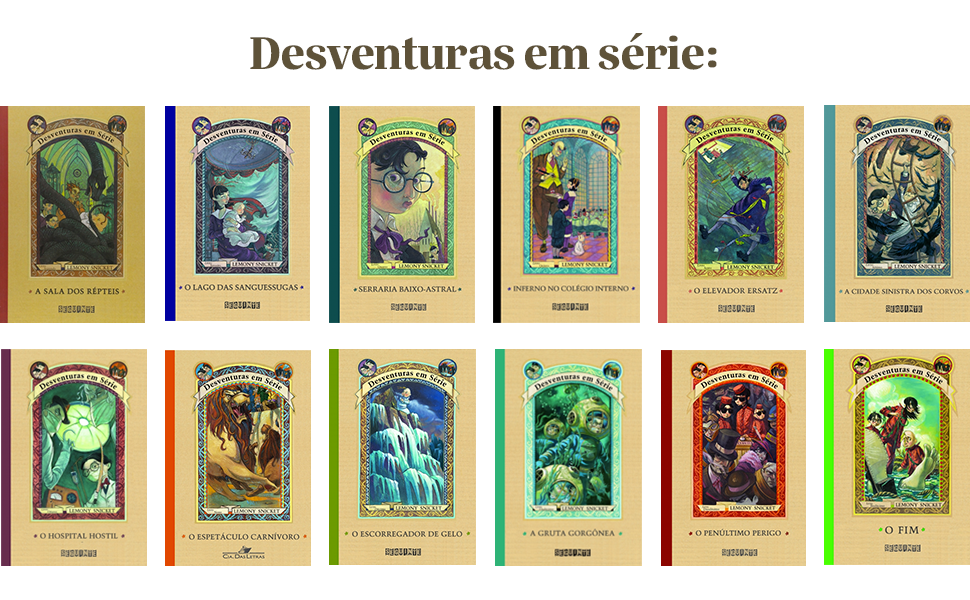 Desventuras em série:
Desventuras em Série
LEMONY SNICKET
A SALA DOS RÉPTEIS
SEGUINTE
Desventuras em Série
LEMONY SNICKET
O LAGO DAS SANGUESSUGAS
SEGUINTE
Desventuras em Série
LEMONY SNICKET
SERRARIA BAIXO-ASTRAL
SEGUINTE
Desventuras em Série
LEMONY SNICKET
INFERNO NO COLÉGIO INTERNO
SEGUINTE
Desventuras em Série
LEMONY SNICKET
O ELEVADOR ERSATZ
SEGUINTE
Desventuras em Série
LEMONY SNICKET
A CIDADE SINISTRA DOS CORVOS
SEGUINTE
Desventuras em Série
LEMONY SNICKET
O HOSPITAL HOSTIL
SEGUINTE
Desventuras em Série
LEMONY SNICKET
O ESPETÁCULO CARNÍVORO
CIA. DAS LETRAS
Desventuras em Série
LEMONY SNICKET
O ESCORREGADOR DE GELO
SEGUINTE
Desventuras em Série
LEMONY SNICKET
A GRUTA GORGÔNEA
SEGUINTE
Desventuras em Série
LEMONY SNICKET
O PENÚLTIMO PERIGO
SEGUINTE
Desventuras em Série
LEMONY SNICKET
O FIM
SEGUINTE